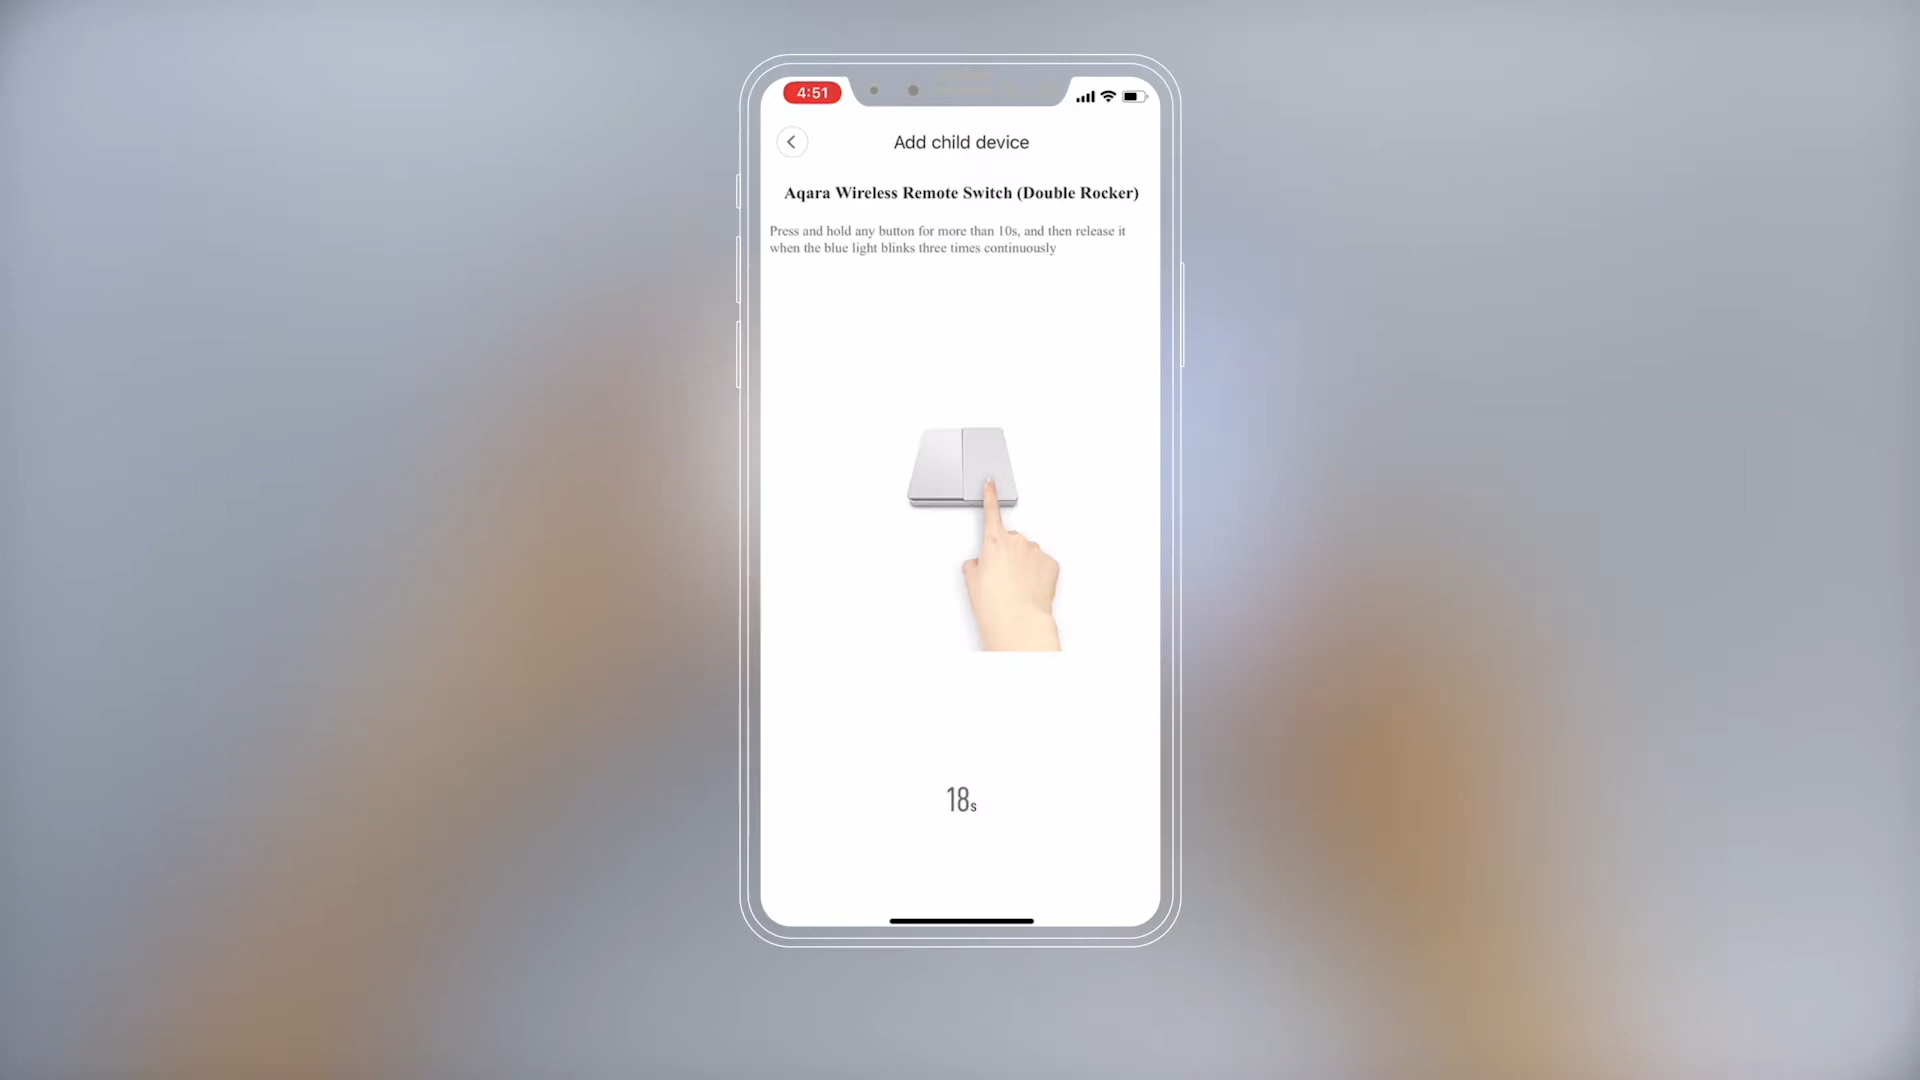 4:51
Add child device
Aqara Wireless Remote Switch (Double Rocker)
Press and hold any button for more than 10s, and then release it
when the blue light blinks three times continuously
18s